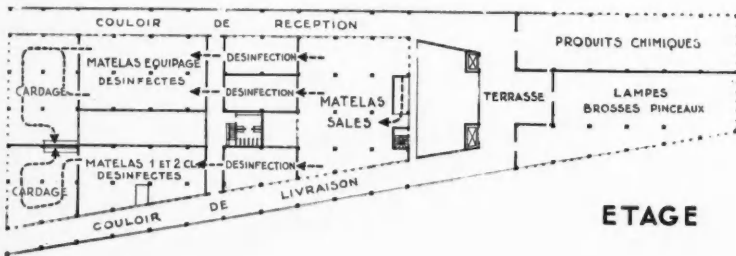 COULOIR DE RECEPTION
MATELAS EQUIPAGE
DESINFECTES
DESINFECTION
DESINFECTION
CARDAGE
MATELAS
SALES
TERRASSE
PRODUITS CHIMIQUES
LAMPES
BROSSES PINCEAUX
MATELAS 1 ET 2 CL
DESINFECTES
DESINFECTION
CARDAGE
COULOIR DE LIVRAISON
ETAGE